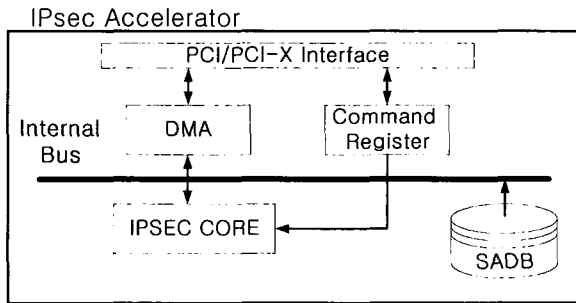 IPsec Accelerator
PCI/PCI-X Interface
DMA
Command
Register
Internal
Bus
IPSEC CORE
SADB